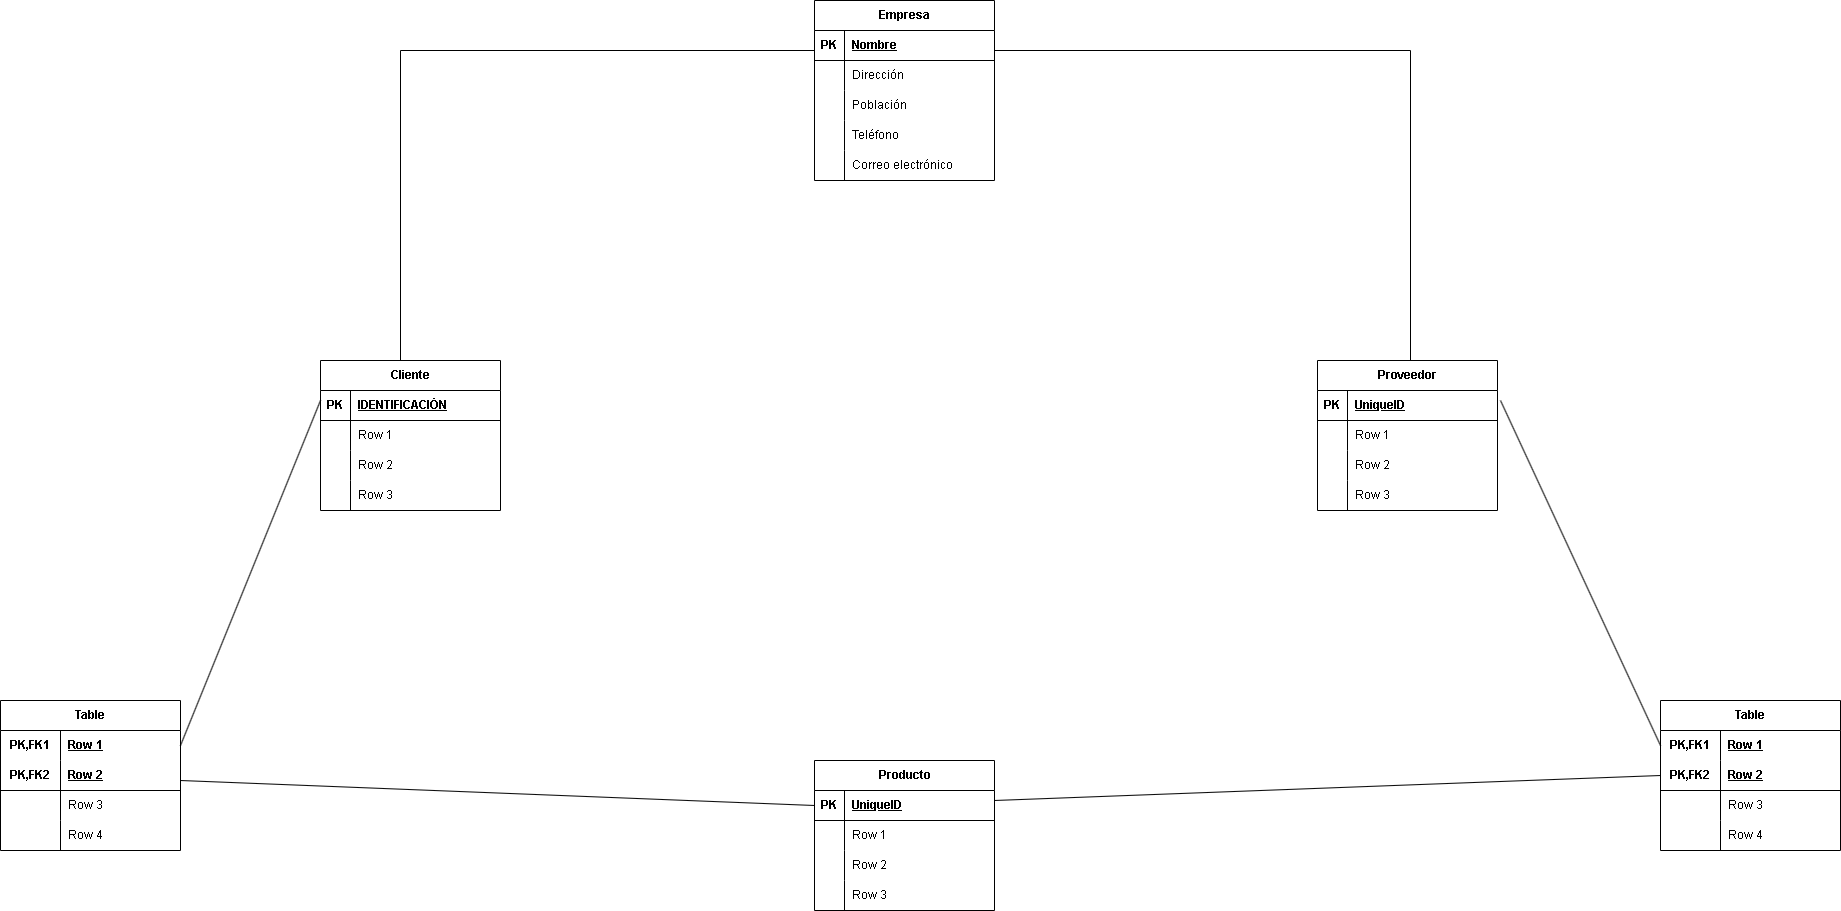 Empresa
PK Nombre
Dirección
Población
Teléfono
Correo electrónico
Cliente
PK IDENTIFICACIÓN
Row 1
Row 2
Row 3
Proveedor
PK UniqueID
Row 1
Row 2
Row 3
Table
PK,FK1 Row 1
PK,FK2 Row 2
Row 3
Row 4
Producto
PK UniqueID
Row 1
Row 2
Row 3
Table
PK,FK1 Row 1
PK,FK2 Row 2
Row 3
Row 4